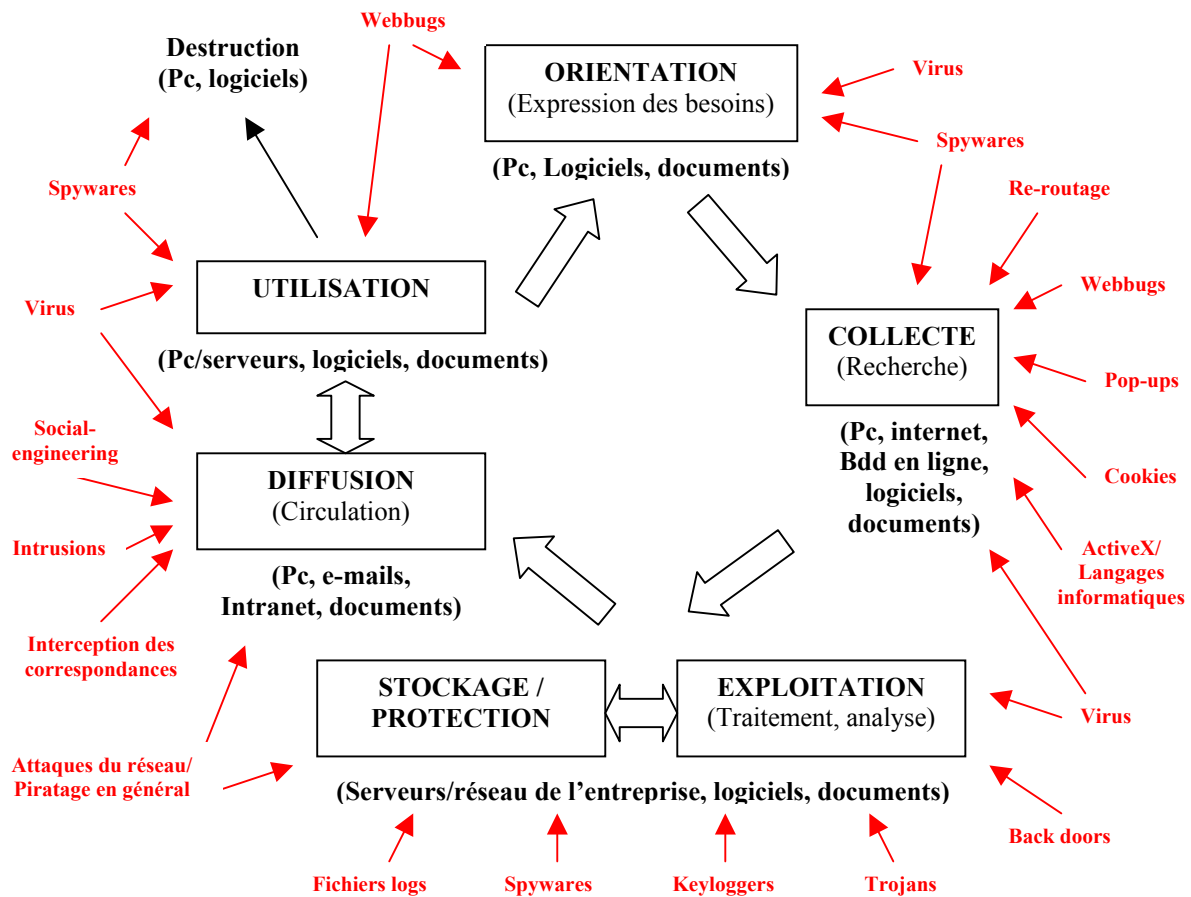 Webbugs
Destruction
(Pc, logiciels)
ORIENTATION
(Expression des besoins)
(Pc, Logiciels, documents)
Virus
Spywares
Re-routage
Spywares
UTILISATION
(Pc/serveurs, logiciels, documents)
Virus
Webbugs
COLLECTE
(Recherche)
(Pc, internet,
Bdd en ligne,
logiciels,
documents)
Pop-ups
Cookies
ActiveX/
Langages
informatiques
Virus
Social-
engineering
DIFFUSION
(Circulation)
(Pc, e-mails,
Intranet, documents)
Intrusions
Interception des
correspondances
STOCKAGE /
PROTECTION
EXPLOITATION
(Traitement, analyse)
(Serveurs/réseau de l’entreprise, logiciels, documents)
Attaques du réseau/
Piratage en général
Back doors
Fichiers logs
Spywares
Keyloggers
Trojans